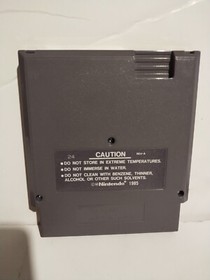 CAUTION REV-A
● DO NOT STORE IN EXTREME TEMPERATURES.
● DO NOT IMMERSE IN WATER.
● DO NOT CLEAN WITH BENZENE, THINNER,
ALCOHOL OR OTHER SUCH SOLVENTS.
©Nintendo 1985